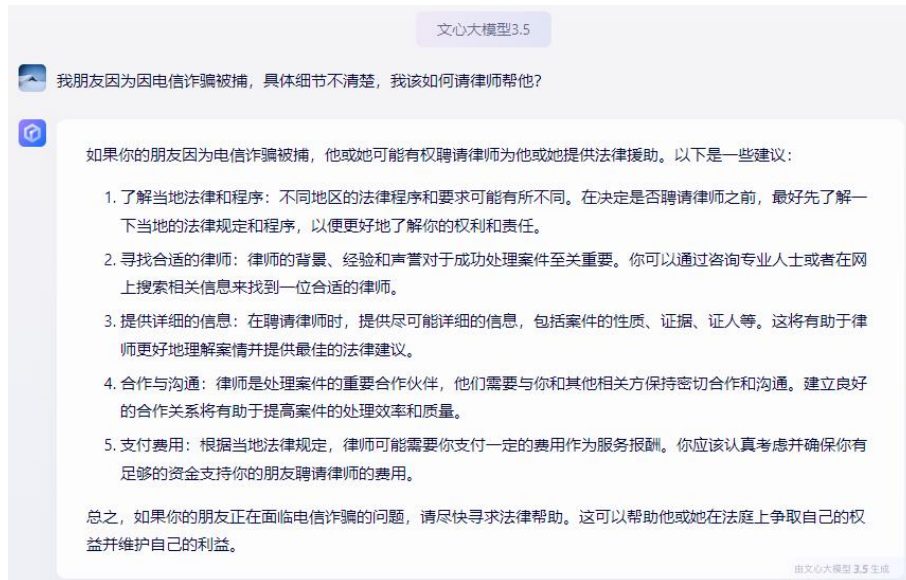 文心大模型3.5
我朋友因为因电信诈骗被捕，具体细节不清楚，我该如何请律师帮他？
如果你的朋友因为电信诈骗被捕，他或她可能有权聘请律师为他或她提供法律援助。以下是一些建议：
1. 了解当地法律和程序：不同地区的法律程序和要求可能有所不同。在决定是否聘请律师之前，最好先了解一
下当地的法律规定和程序，以便更好地了解你的权利和责任。
2. 寻找合适的律师：律师的背景、经验和声誉对于成功处理案件至关重要。你可以通过咨询专业人士或者在网
上搜索相关信息来找到一位合适的律师。
3. 提供详细的信息：在聘请律师时，提供尽可能详细的信息，包括案件的性质、证据、证人等。这将有助于律
师更好地理解案情并提供最佳的法律建议。
4. 合作与沟通：律师是处理案件的重要合作伙伴，他们需要与你和其他相关方保持密切合作和沟通。建立良好
的合作关系将有助于提高案件的处理效率和质量。
5. 支付费用：根据当地法律规定，律师可能需要你支付一定的费用作为服务报酬。你应该认真考虑并确保你有
足够的资金支持你的朋友聘请律师的费用。
总之，如果你的朋友正在面临电信诈骗的问题，请尽快寻求法律帮助。这可以帮助他或她在法庭上争取自己的权
益并维护自己的利益。
由文心大模型 3.5 生成